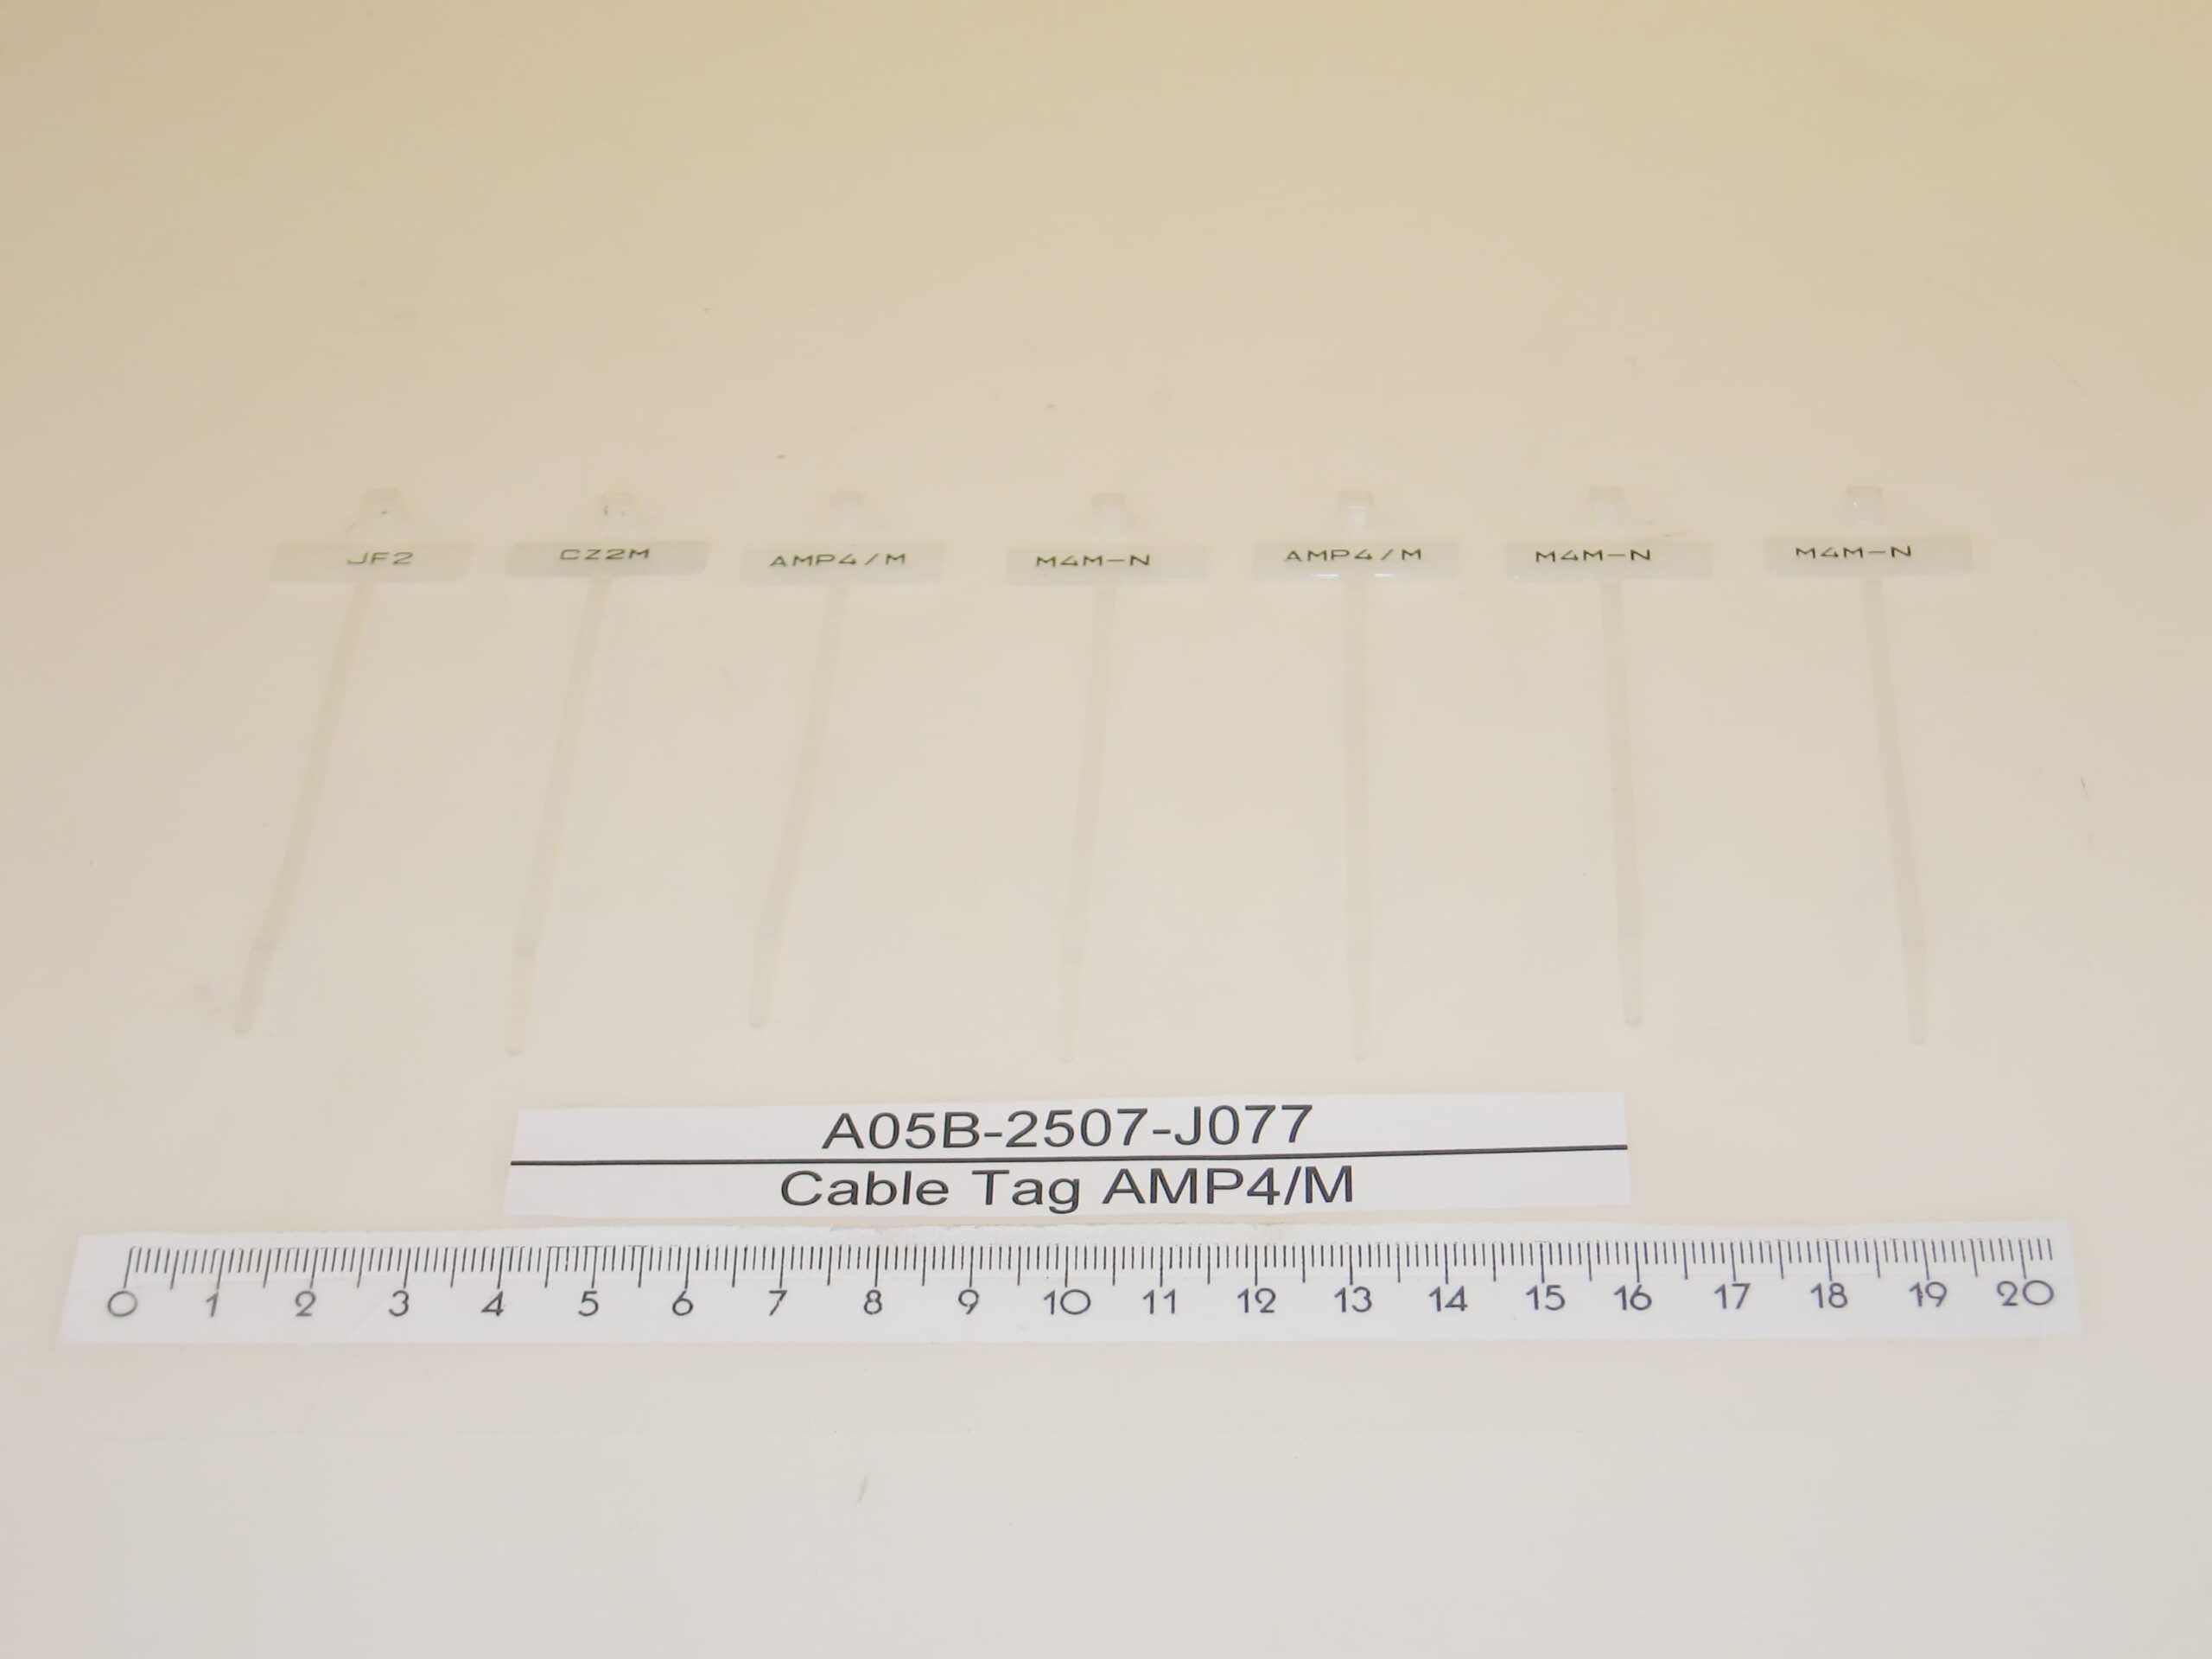 JF2
CZ2M
AMP4/M
M4M-N
AMP4/M
M4M-N
M4M-N
A05B-2507-J077
Cable Tag AMP4/M
0 1 2 3 4 5 6 7 8 9 10 11 12 13 14 15 16 17 18 19 20